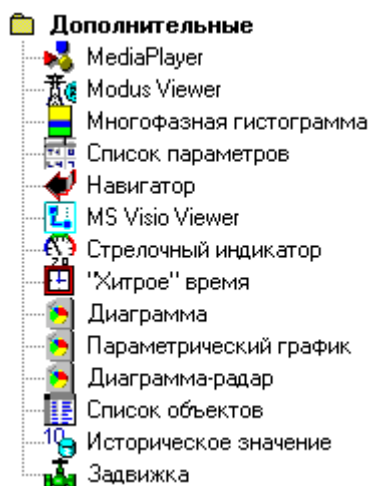 Дополнительные
MediaPlayer
Modus Viewer
Многофазная гистограмма
Список параметров
Навигатор
MS Visio Viewer
Стрелочный индикатор
"Хитрое" время
Диаграмма
Параметрический график
Диаграмма-радар
Список объектов
Историческое значение
Задвижка